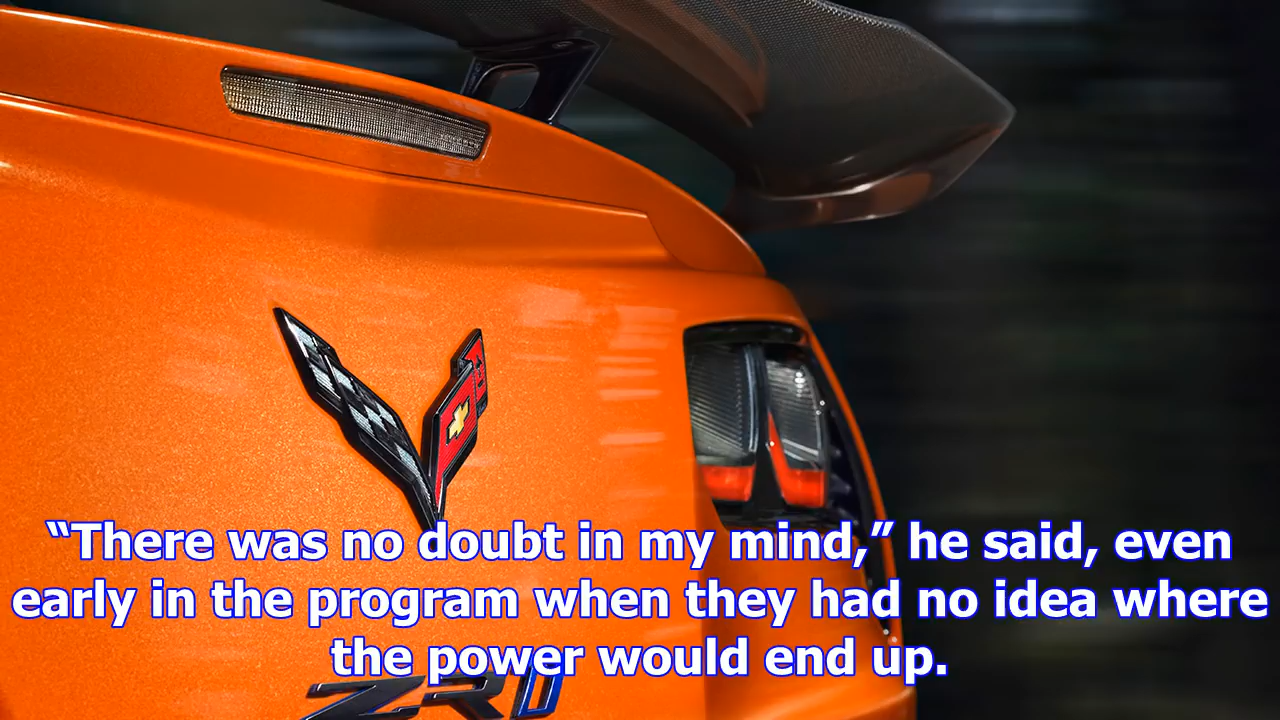 “There was no doubt in my mind,” he said, even
early in the program when they had no idea where
the power would end up.
ZR1